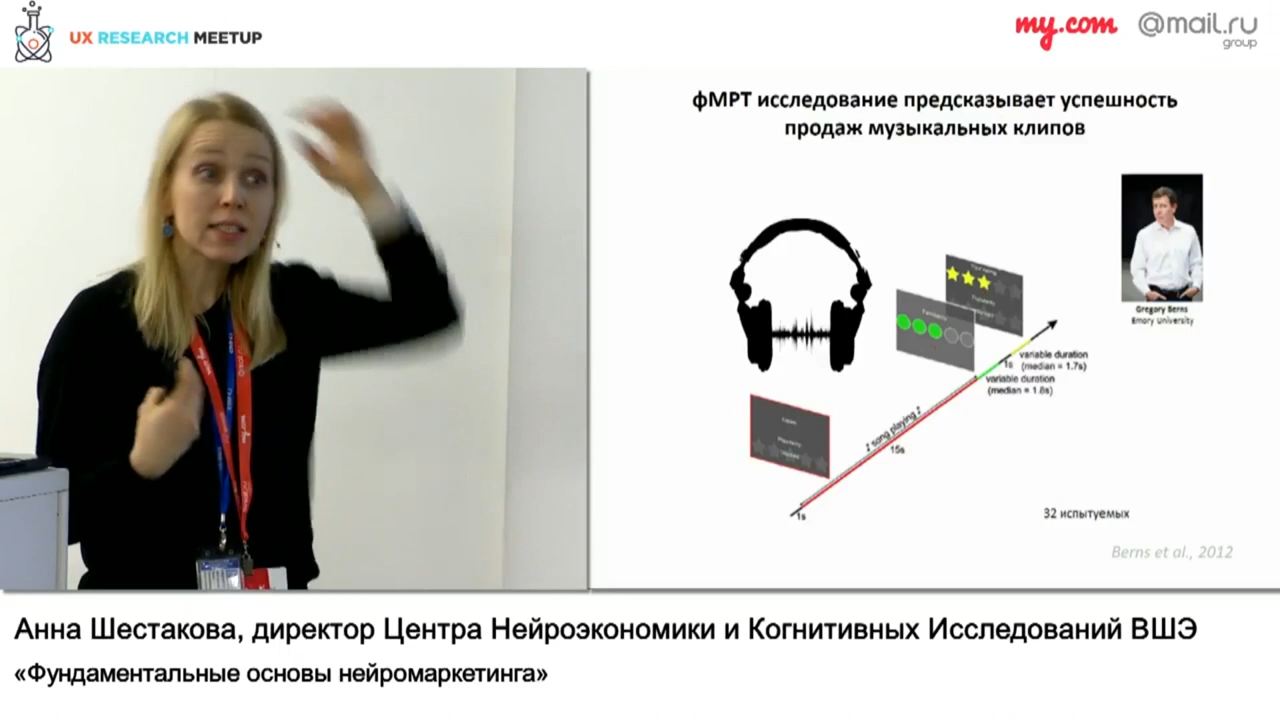 UX RESEARCH MEETUP
my.com @mail.ru
group
фМРТ исследование предсказывает успешность
продаж музыкальных клипов
Gregory Berns
Emory University
variable duration
(median = 1.7s)
1s
variable duration
(median = 1.8s)
♪ song playing ♪
15s
1s
Popularity
32 испытуемых
Berns et al., 2012
Анна Шестакова, директор Центра Нейроэкономики и Когнитивных Исследований ВШЭ
«Фундаментальные основы нейромаркетинга»